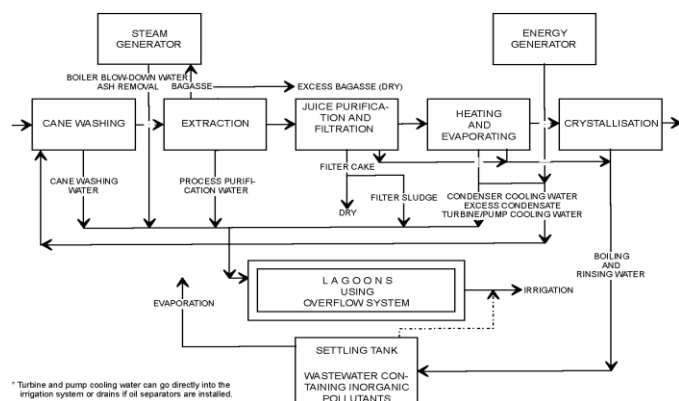 STEAM
GENERATOR
ENERGY
GENERATOR
BOILER BLOW-DOWN WATER
ASH REMOVAL
BAGASSE
EXCESS BAGASSE (DRY)
CANE WASHING
EXTRACTION
JUICE PURIFICA-
TION AND
FILTRATION
HEATING
AND
EVAPORATING
CRYSTALLISATION
CANE WASHING
WATER
PROCESS PURIFI-
CATION WATER
FILTER CAKE
FILTER SLUDGE
DRY
CONDENSER COOLING WATER
EXCESS CONDENSATE
TURBINE/PUMP COOLING WATER
BOILING
AND
RINSING WATER
LAGOONS
USING
OVERFLOW SYSTEM
EVAPORATION
IRRIGATION
SETTLING TANK
WASTEWATER CON-
TAINING INORGANIC
POLLUTANTS
* Turbine and pump cooling water can go directly into the
irrigation system or drains if oil separators are installed.